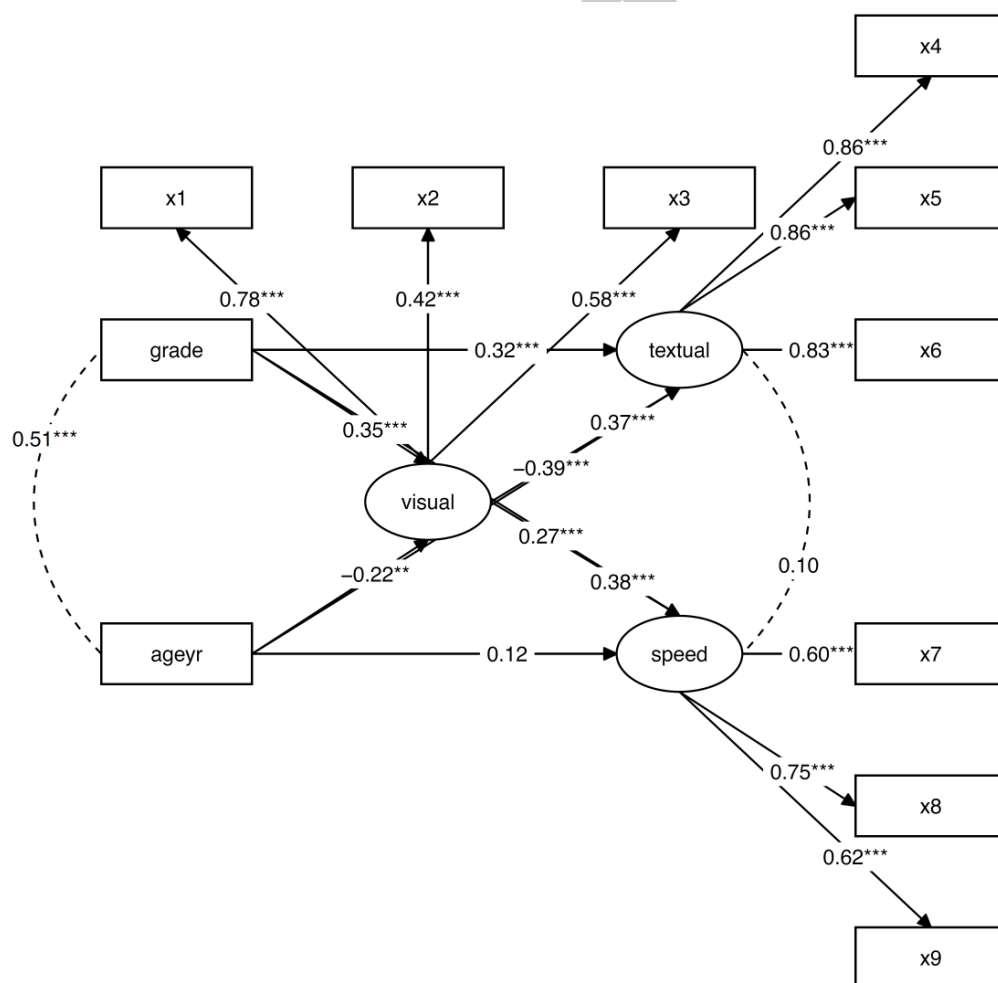 x4
0.86***
x1
x2
x3
x5
0.86***
0.78***
0.42***
0.58***
grade
0.32***
textual
0.83***
x6
0.35***
0.37***
0.51***
−0.39***
visual
0.27***
0.10
−0.22**
0.38***
ageyr
0.12
speed
0.60***
x7
0.75***
x8
0.62***
x9